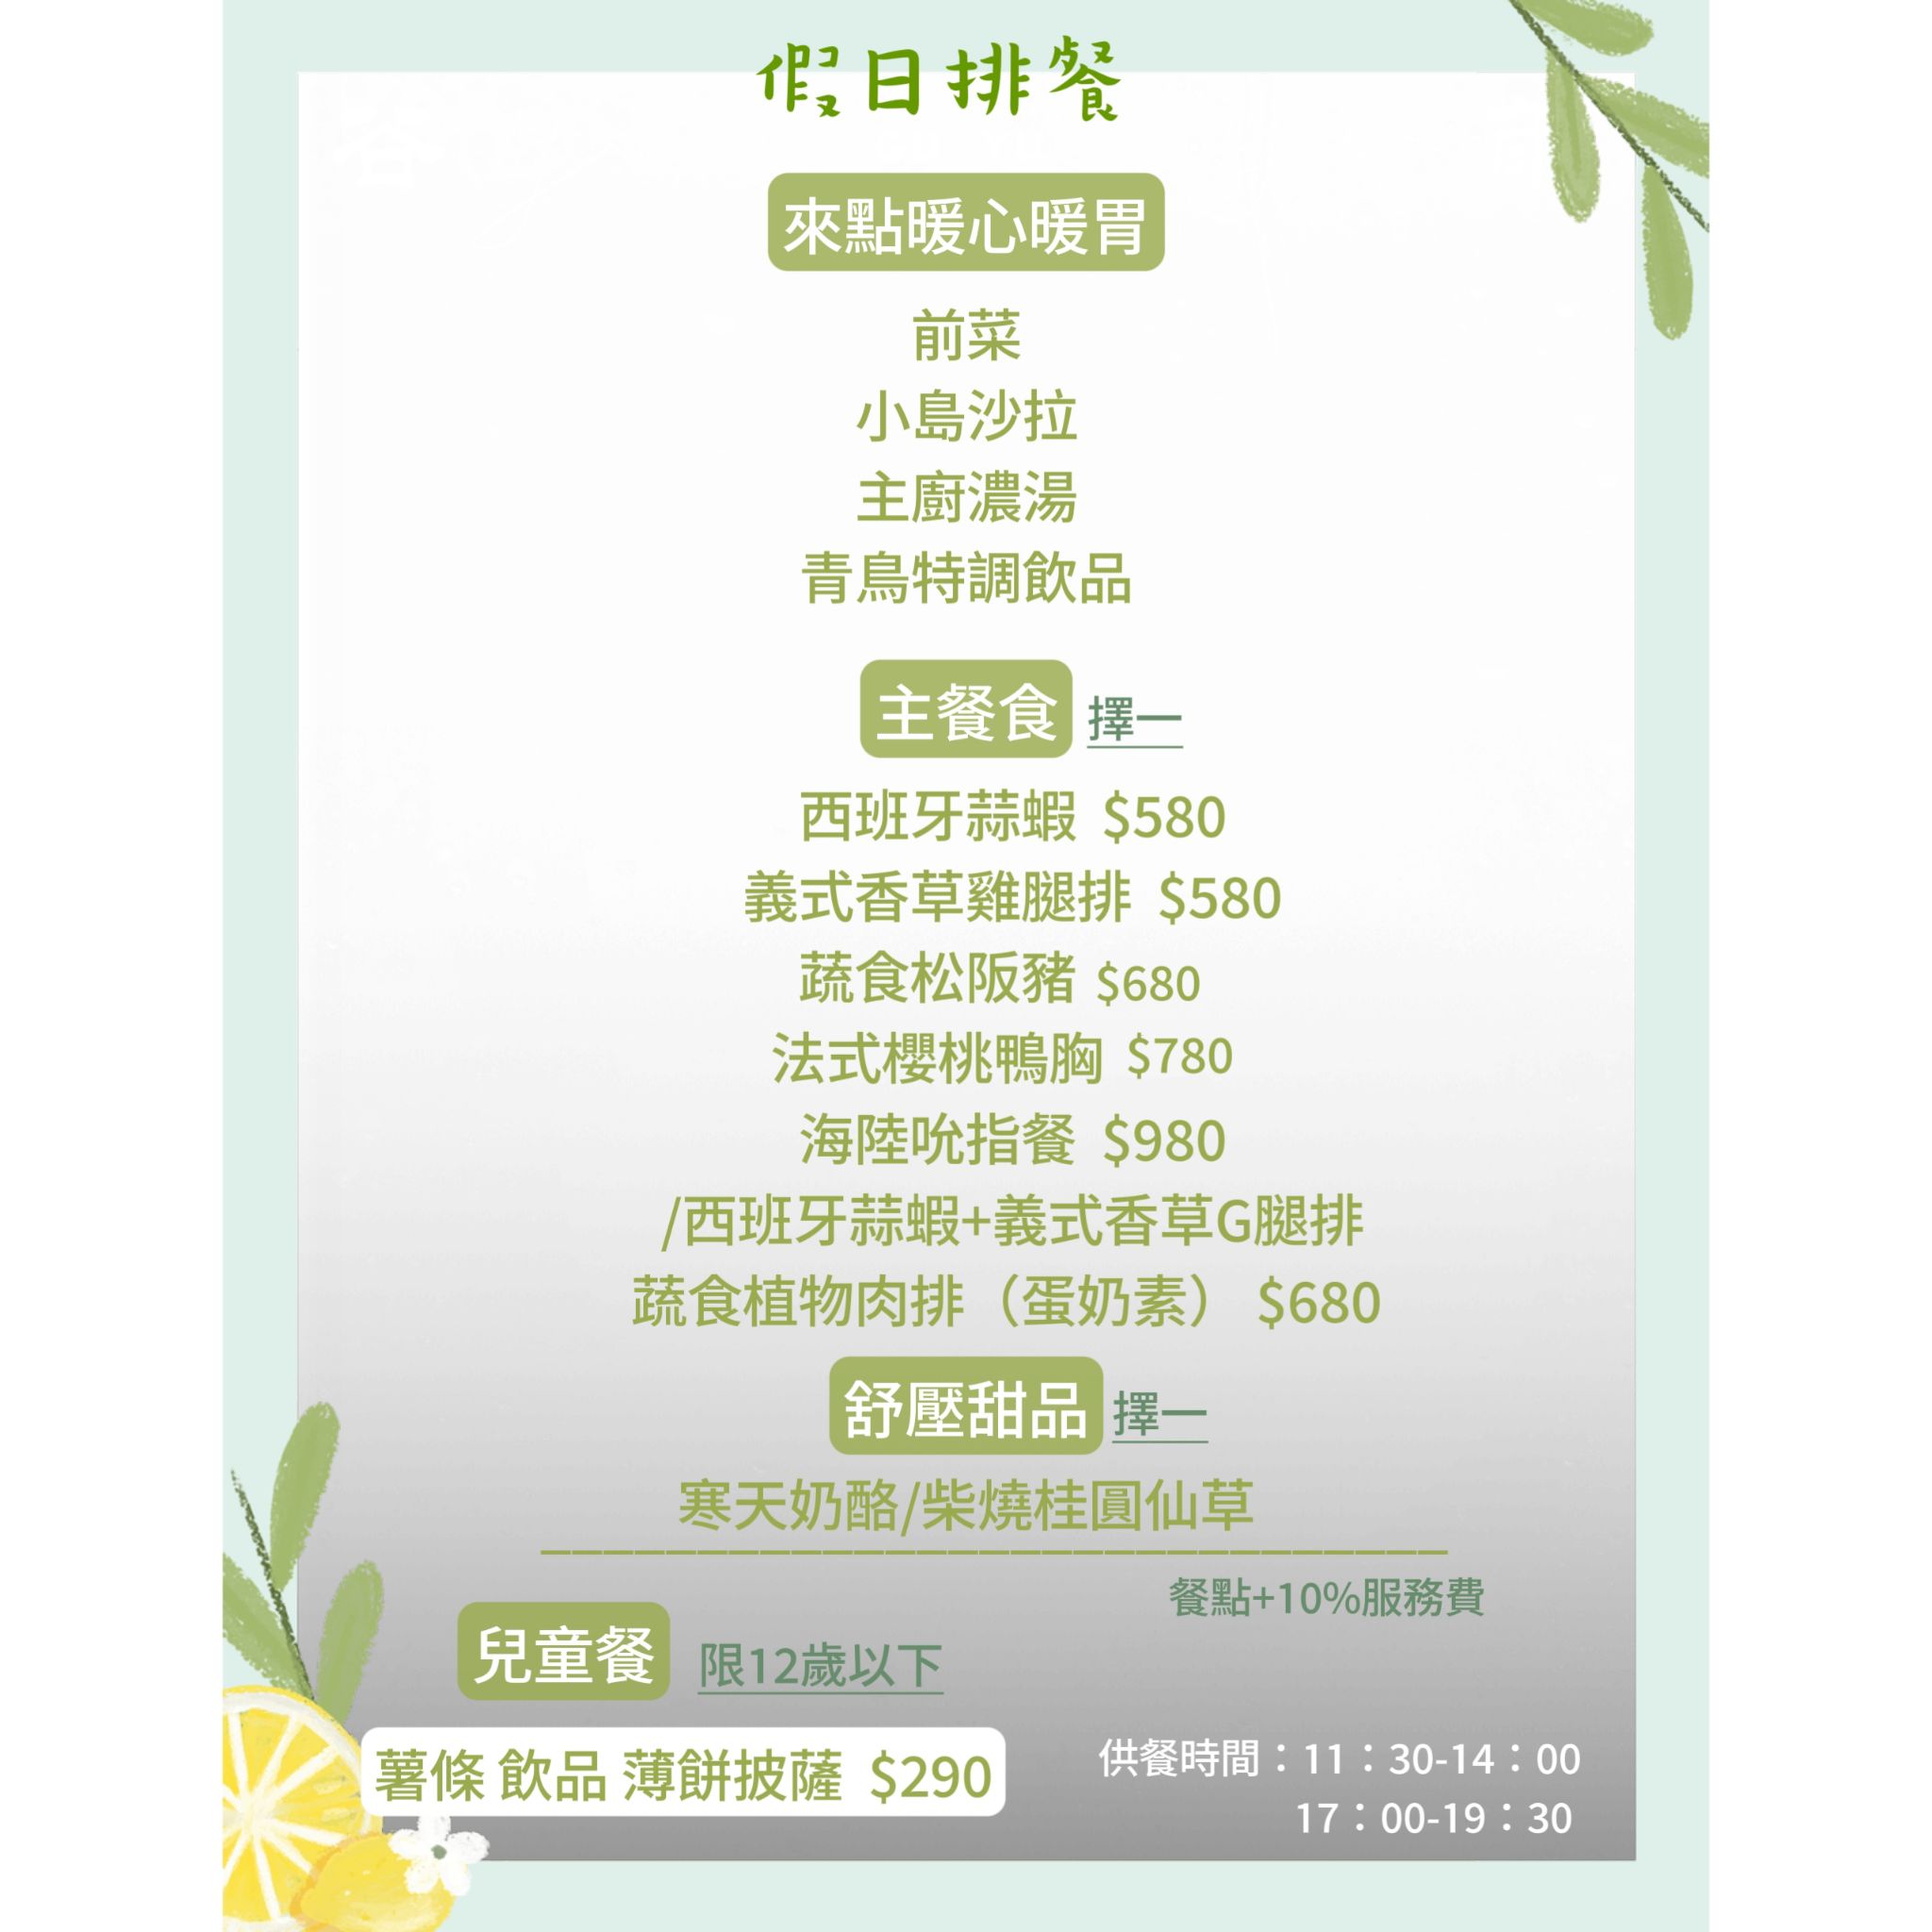 假日排餐
來點暖心暖胃
前菜
小島沙拉
主廚濃湯
青鳥特調飲品
主餐食 擇一
西班牙蒜蝦 $580
義式香草雞腿排 $580
蔬食松阪豬 $680
法式櫻桃鴨胸 $780
海陸吮指餐 $980
/西班牙蒜蝦+義式香草G腿排
蔬食植物肉排（蛋奶素） $680
舒壓甜品 擇一
寒天奶酪/柴燒桂圓仙草
餐點+10%服務費
兒童餐 限12歲以下
薯條 飲品 薄餅披薩 $290
供餐時間：11：30-14：00
17：00-19：30